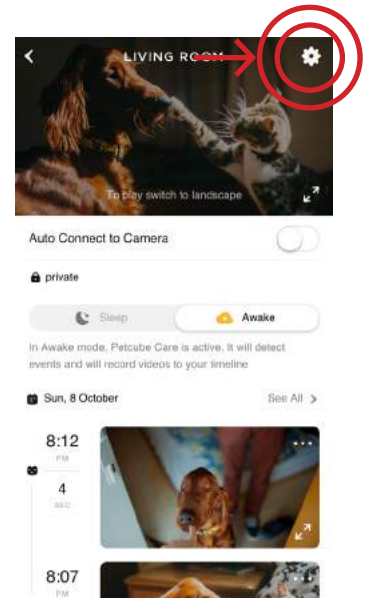 LIVING ROOM
To play switch to landscape
Auto Connect to Camera
private
Sleep
Awake
In Awake mode, Petcube Care is active. It will detect
events and will record videos to your timeline
Sun, 8 October
See All
8:12
PM
4
SEC
8:07
PM